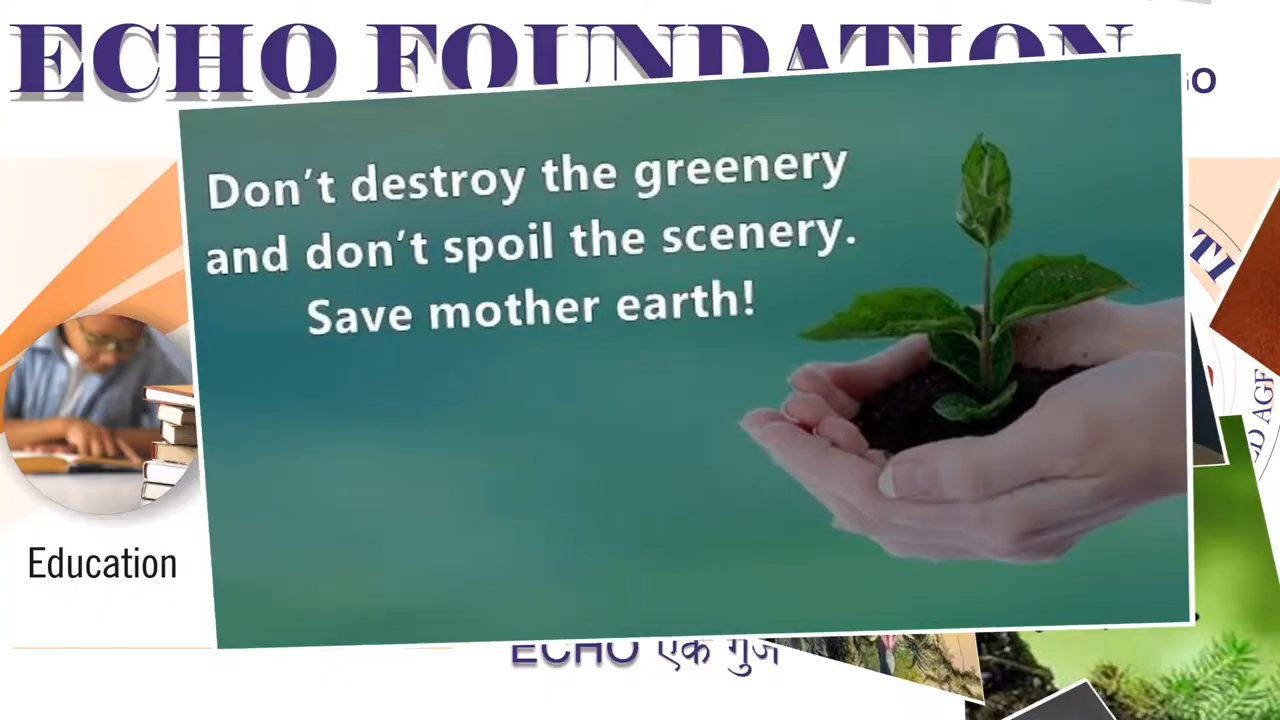 ECHO FOUNDATION
Don't destroy the greenery
and don't spoil the scenery.
Save mother earth!
Education
ECHO एक गुंज